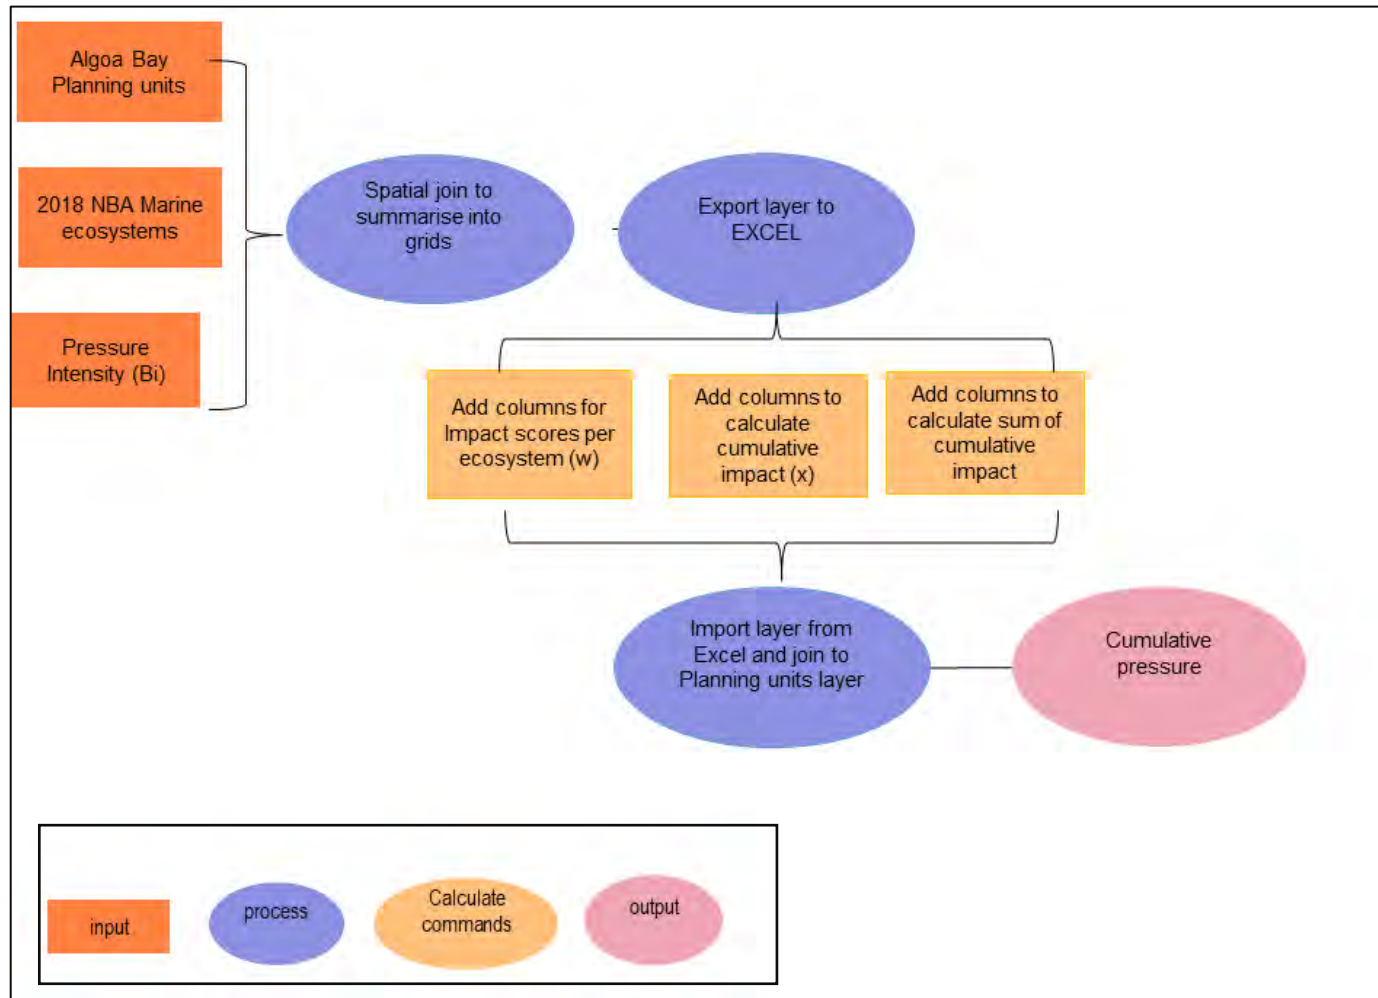 Algoa Bay
Planning units
2018 NBA Marine
ecosystems
Pressure
Intensity (Bi)
Spatial join to
summarise into
grids
Export layer to
EXCEL
Add columns for
Impact scores per
ecosystem (w)
Add columns to
calculate
cumulative
impact (x)
Add columns to
calculate sum of
cumulative
impact
Import layer from
Excel and join to
Planning units layer
Cumulative
pressure
input
process
Calculate
commands
output